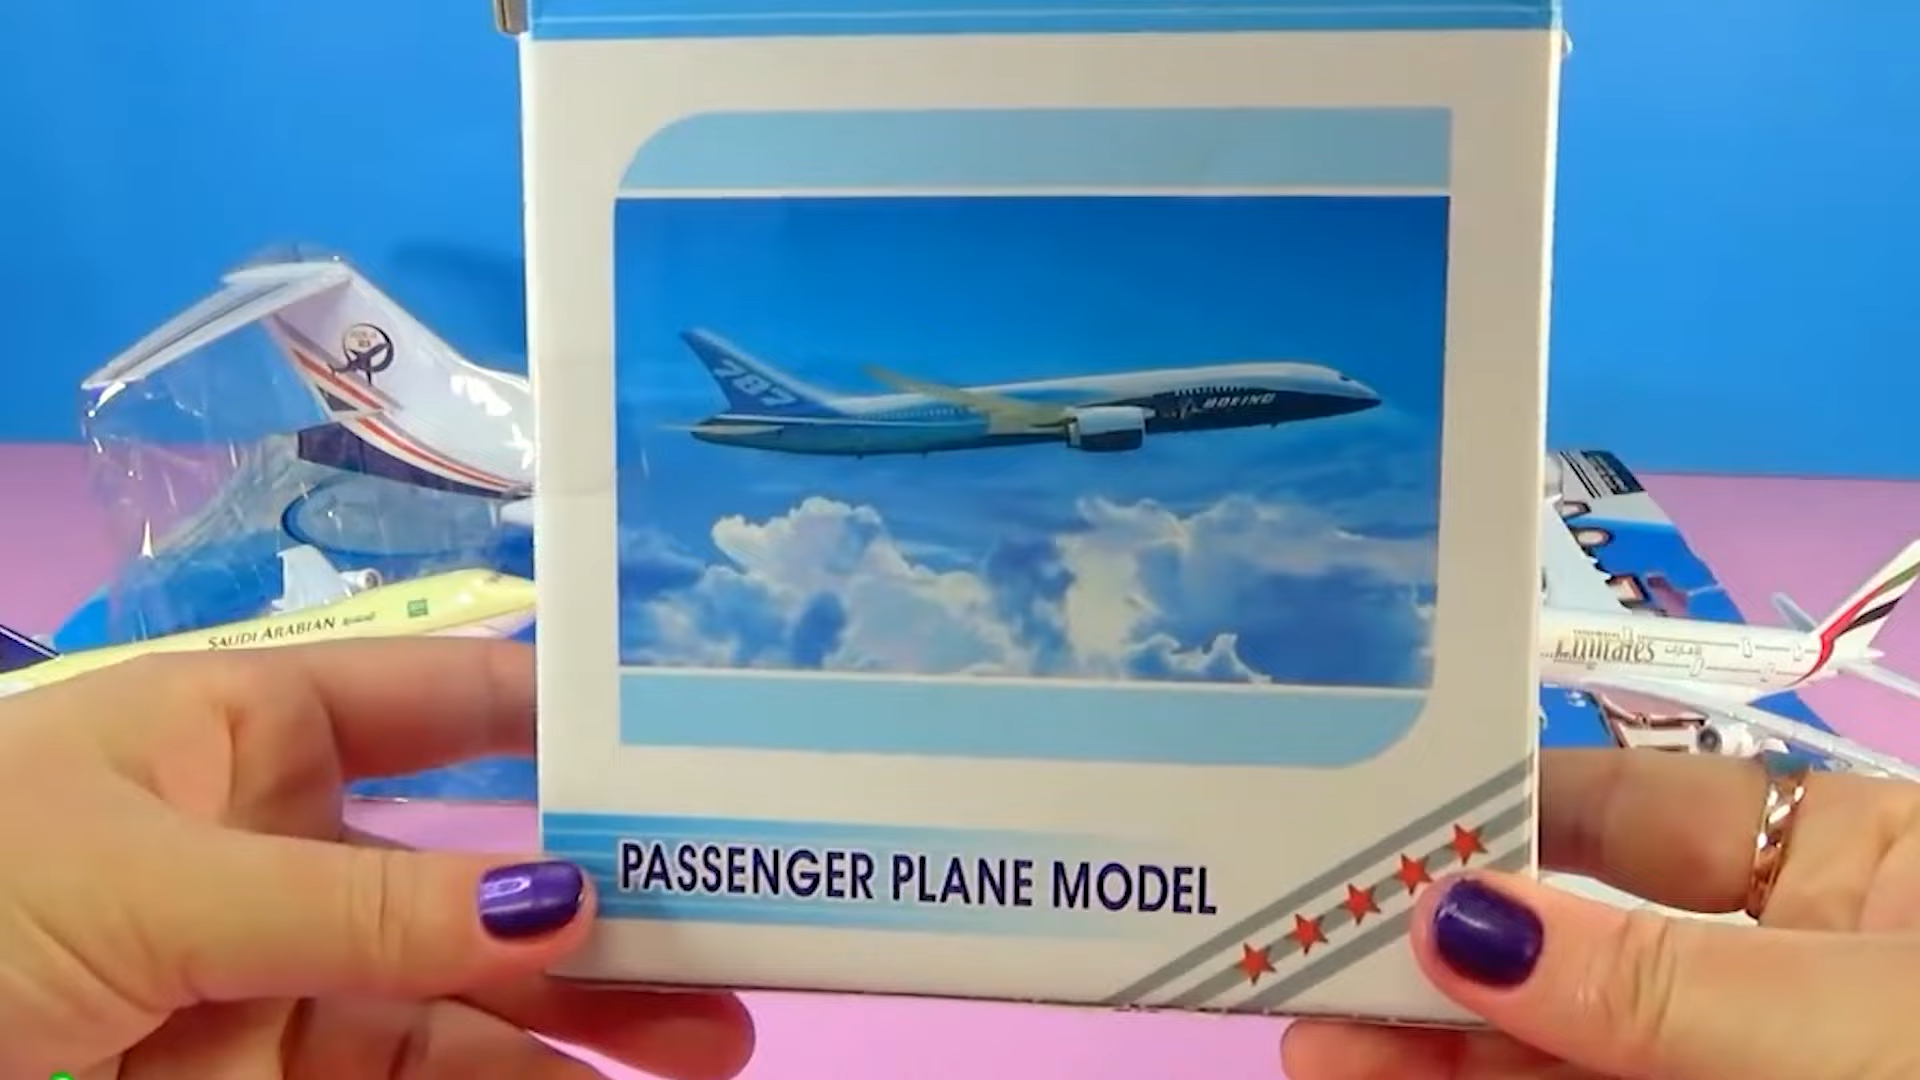 787
BOEING
SAUDI ARABIAN
Emirates
PASSENGER PLANE MODEL